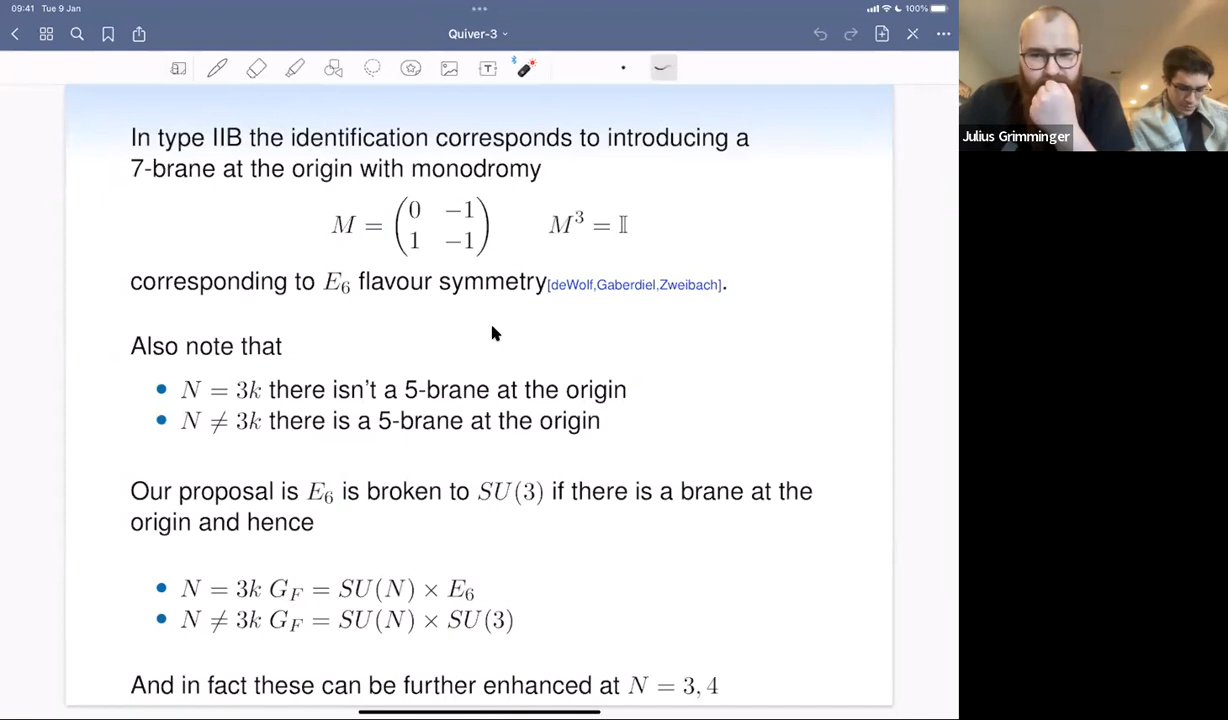 09:41 Tue 9 Jan
100%
Quiver-3
T
In type IIB the identification corresponds to introducing a
7-brane at the origin with monodromy
M = (0 −1
1 −1) M³ = 𝕀
corresponding to E₆ flavour symmetry[deWolf,Gaberdiel,Zweibach].
Also note that
• N = 3k there isn't a 5-brane at the origin
• N ≠ 3k there is a 5-brane at the origin
Our proposal is E₆ is broken to SU(3) if there is a brane at the
origin and hence
• N = 3k G_F = SU(N) × E₆
• N ≠ 3k G_F = SU(N) × SU(3)
And in fact these can be further enhanced at N = 3, 4
Julius Grimminger